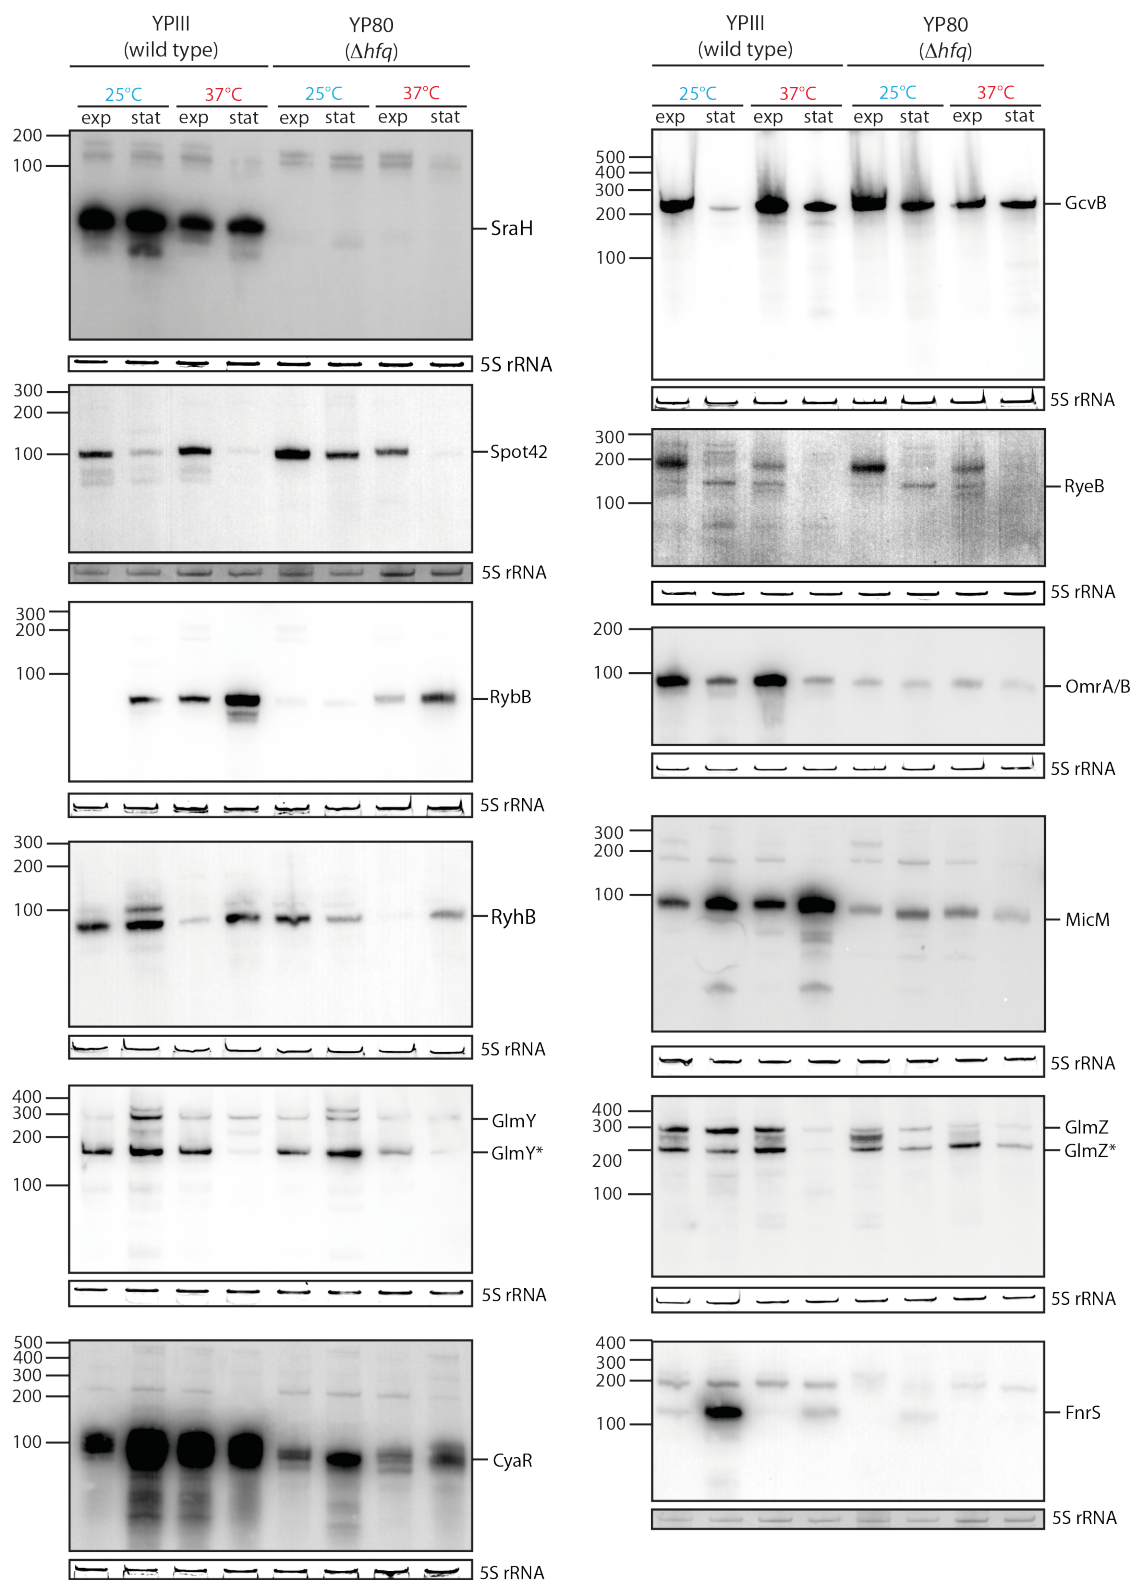 YPIII
(wild type)
YP80
(Δhfq)
25°C
37°C
25°C
37°C
exp stat exp stat exp stat exp stat
200
100
SraH
5S rRNA
300
200
100
Spot42
5S rRNA
300
200
100
RybB
5S rRNA
300
200
100
RyhB
5S rRNA
400
300
200
100
GlmY
GlmY*
5S rRNA
500
400
300
200
100
CyaR
5S rRNA
YPIII
(wild type)
YP80
(Δhfq)
25°C
37°C
25°C
37°C
exp stat exp stat exp stat exp stat
500
400
300
200
100
GcvB
5S rRNA
300
200
100
RyeB
5S rRNA
200
100
OmrA/B
5S rRNA
300
200
100
MicM
5S rRNA
400
300
200
100
GlmZ
GlmZ*
5S rRNA
400
300
200
100
FnrS
5S rRNA